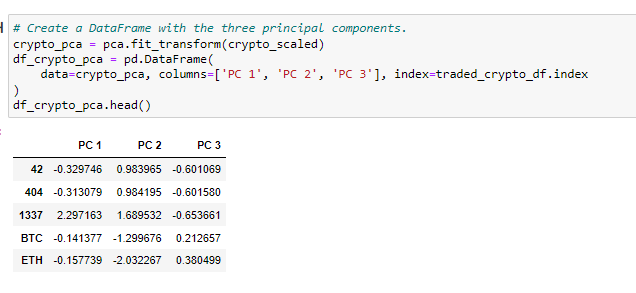 # Create a DataFrame with the three principal components.
crypto_pca = pca.fit_transform(crypto_scaled)
df_crypto_pca = pd.DataFrame(
    data=crypto_pca, columns=['PC 1', 'PC 2', 'PC 3'], index=traded_crypto_df.index
)
df_crypto_pca.head()
PC 1 PC 2 PC 3
42 -0.329746 0.983965 -0.601069
404 -0.313079 0.984195 -0.601580
1337 2.297163 1.689532 -0.653661
BTC -0.141377 -1.299676 0.212657
ETH -0.157739 -2.032267 0.380499